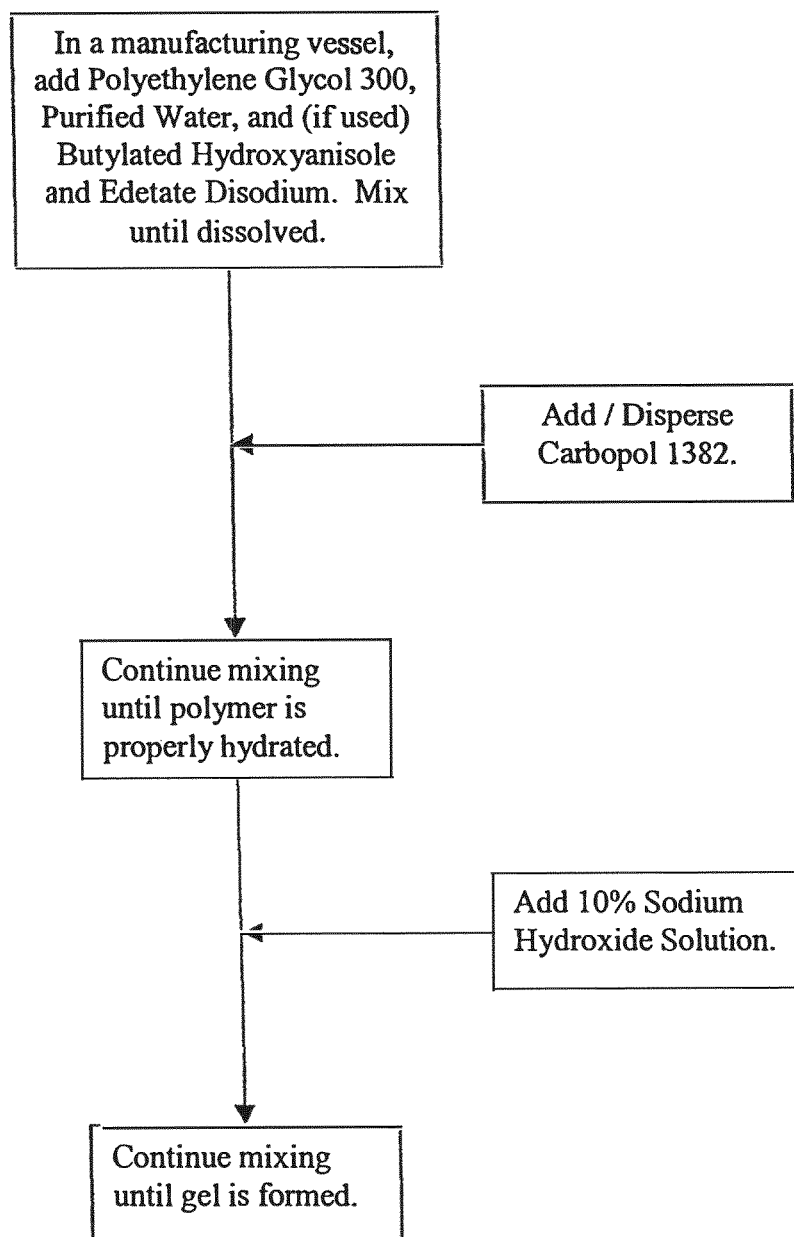 In a manufacturing vessel,
add Polyethylene Glycol 300,
Purified Water, and (if used)
Butylated Hydroxyanisole
and Edetate Disodium.  Mix
until dissolved.
Add / Disperse
Carbopol 1382.
Continue mixing
until polymer is
properly hydrated.
Add 10% Sodium
Hydroxide Solution.
Continue mixing
until gel is formed.